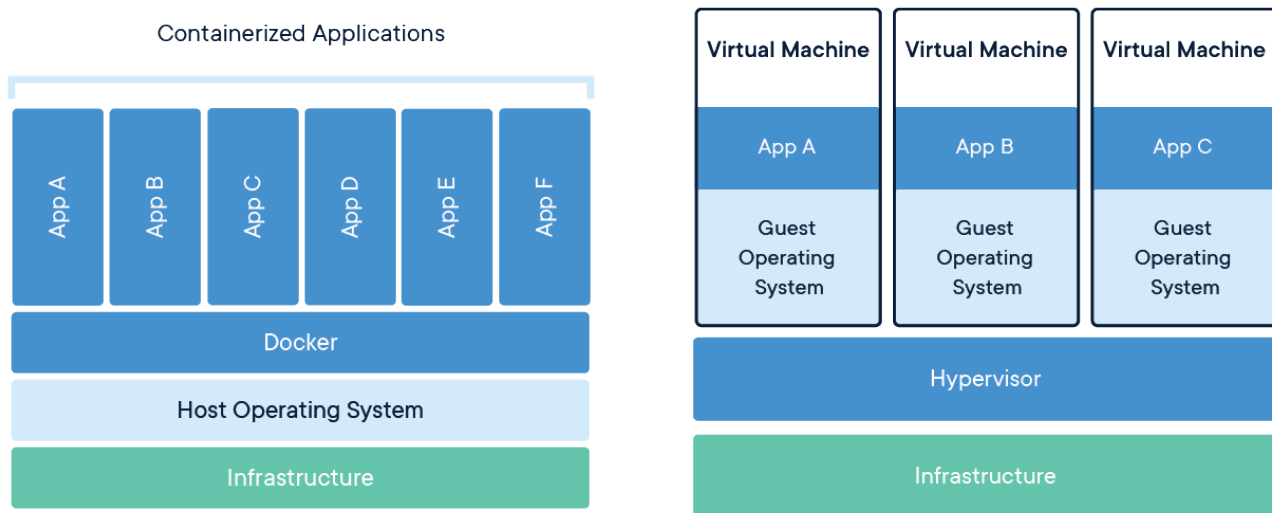 Containerized Applications
App A
App B
App C
App D
App E
App F
Docker
Host Operating System
Infrastructure
Virtual Machine
App A
Guest
Operating
System
Virtual Machine
App B
Guest
Operating
System
Virtual Machine
App C
Guest
Operating
System
Hypervisor
Infrastructure